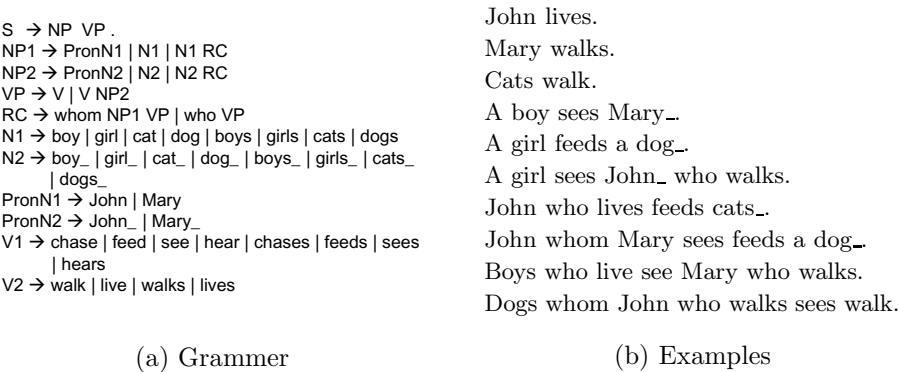 S → NP VP .
NP1 → PronN1 | N1 | N1 RC
NP2 → PronN2 | N2 | N2 RC
VP → V | V NP2
RC → whom NP1 VP | who VP
N1 → boy | girl | cat | dog | boys | girls | cats | dogs
N2 → boy_ | girl_ | cat_ | dog_ | boys_ | girls_ | cats_
| dogs_
PronN1 → John | Mary
PronN2 → John_ | Mary_
V1 → chase | feed | see | hear | chases | feeds | sees
| hears
V2 → walk | live | walks | lives
(a) Grammer
John lives.
Mary walks.
Cats walk.
A boy sees Mary_.
A girl feeds a dog_.
A girl sees John_ who walks.
John who lives feeds cats_.
John whom Mary sees feeds a dog_.
Boys who live see Mary who walks.
Dogs whom John who walks sees walk.
(b) Examples